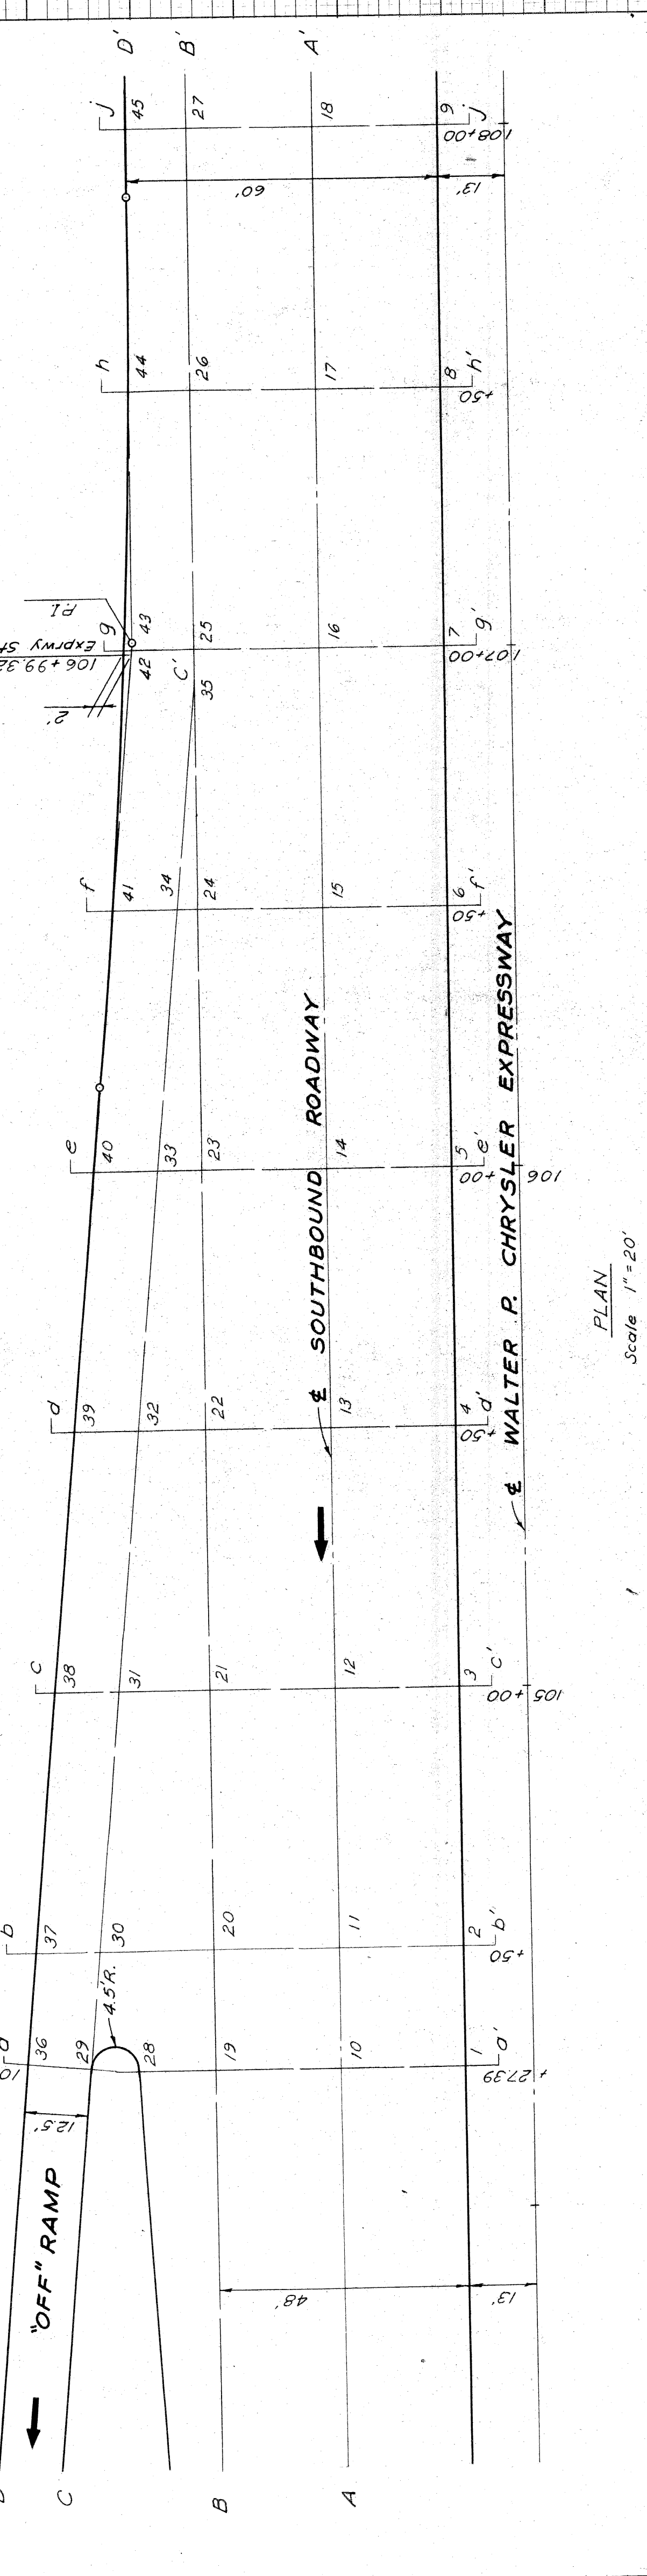 D' B' A'
j 45 27 18 9 j'
108+00
60' 13'
h 44 26 17 8 h'
+50
P.I.
106+99.32
Exprwy
g 43 25 16 7 g'
42 C' 35
107+00
2'
f 41 34 24 15 6 f'
+50
e 40 33 23 14 5 e'
106 +00
℄ SOUTHBOUND ROADWAY
℄ WALTER P. CHRYSLER EXPRESSWAY
PLAN
Scale 1" = 20'
d 39 32 22 13 4 d'
+50
c 38 31 21 12 3 c'
105+00
b 37 30 20 11 2 b'
+50
4.5'R.
36 29 28 19 10 1 a'
+27.39
12.5'
"OFF" RAMP
48' 13'
C B A